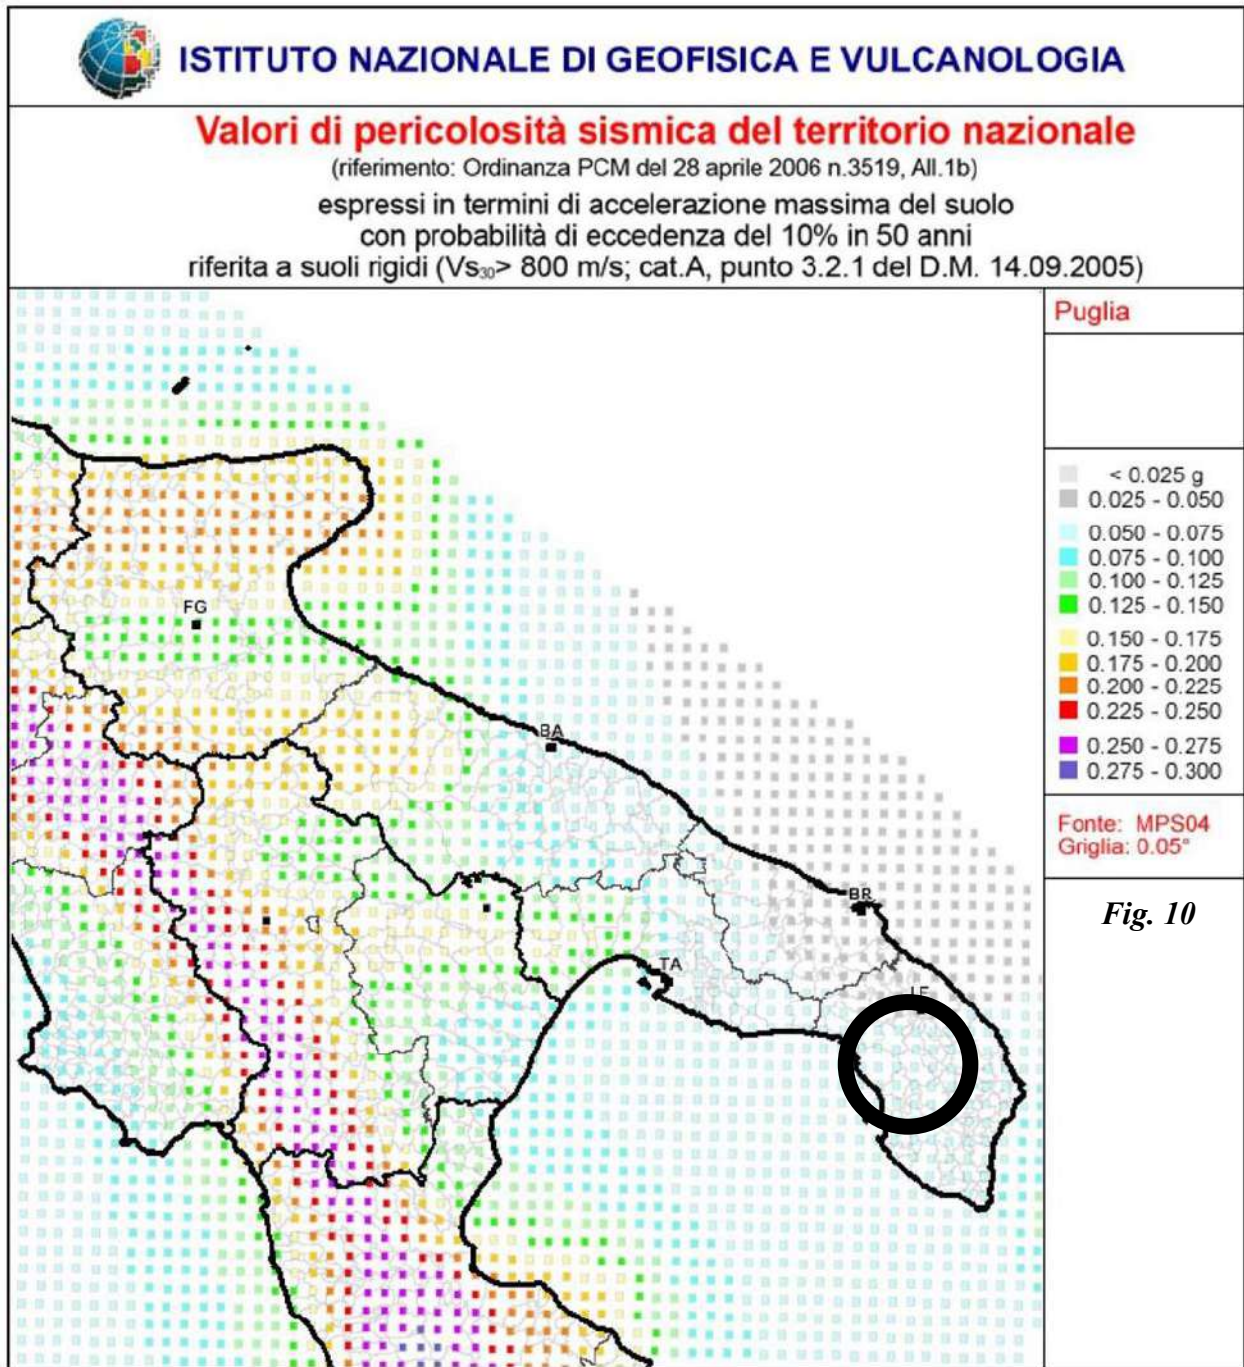 ISTITUTO NAZIONALE DI GEOFISICA E VULCANOLOGIA
Valori di pericolosità sismica del territorio nazionale
(riferimento: Ordinanza PCM del 28 aprile 2006 n.3519, All.1b)
espressi in termini di accelerazione massima del suolo
con probabilità di eccedenza del 10% in 50 anni
riferita a suoli rigidi (Vs₃₀> 800 m/s; cat.A, punto 3.2.1 del D.M. 14.09.2005)
Puglia
< 0.025 g
0.025 - 0.050
0.050 - 0.075
0.075 - 0.100
0.100 - 0.125
0.125 - 0.150
0.150 - 0.175
0.175 - 0.200
0.200 - 0.225
0.225 - 0.250
0.250 - 0.275
0.275 - 0.300
Fonte: MPS04
Griglia: 0.05°
Fig. 10
FG
BA
BR
TA
LE